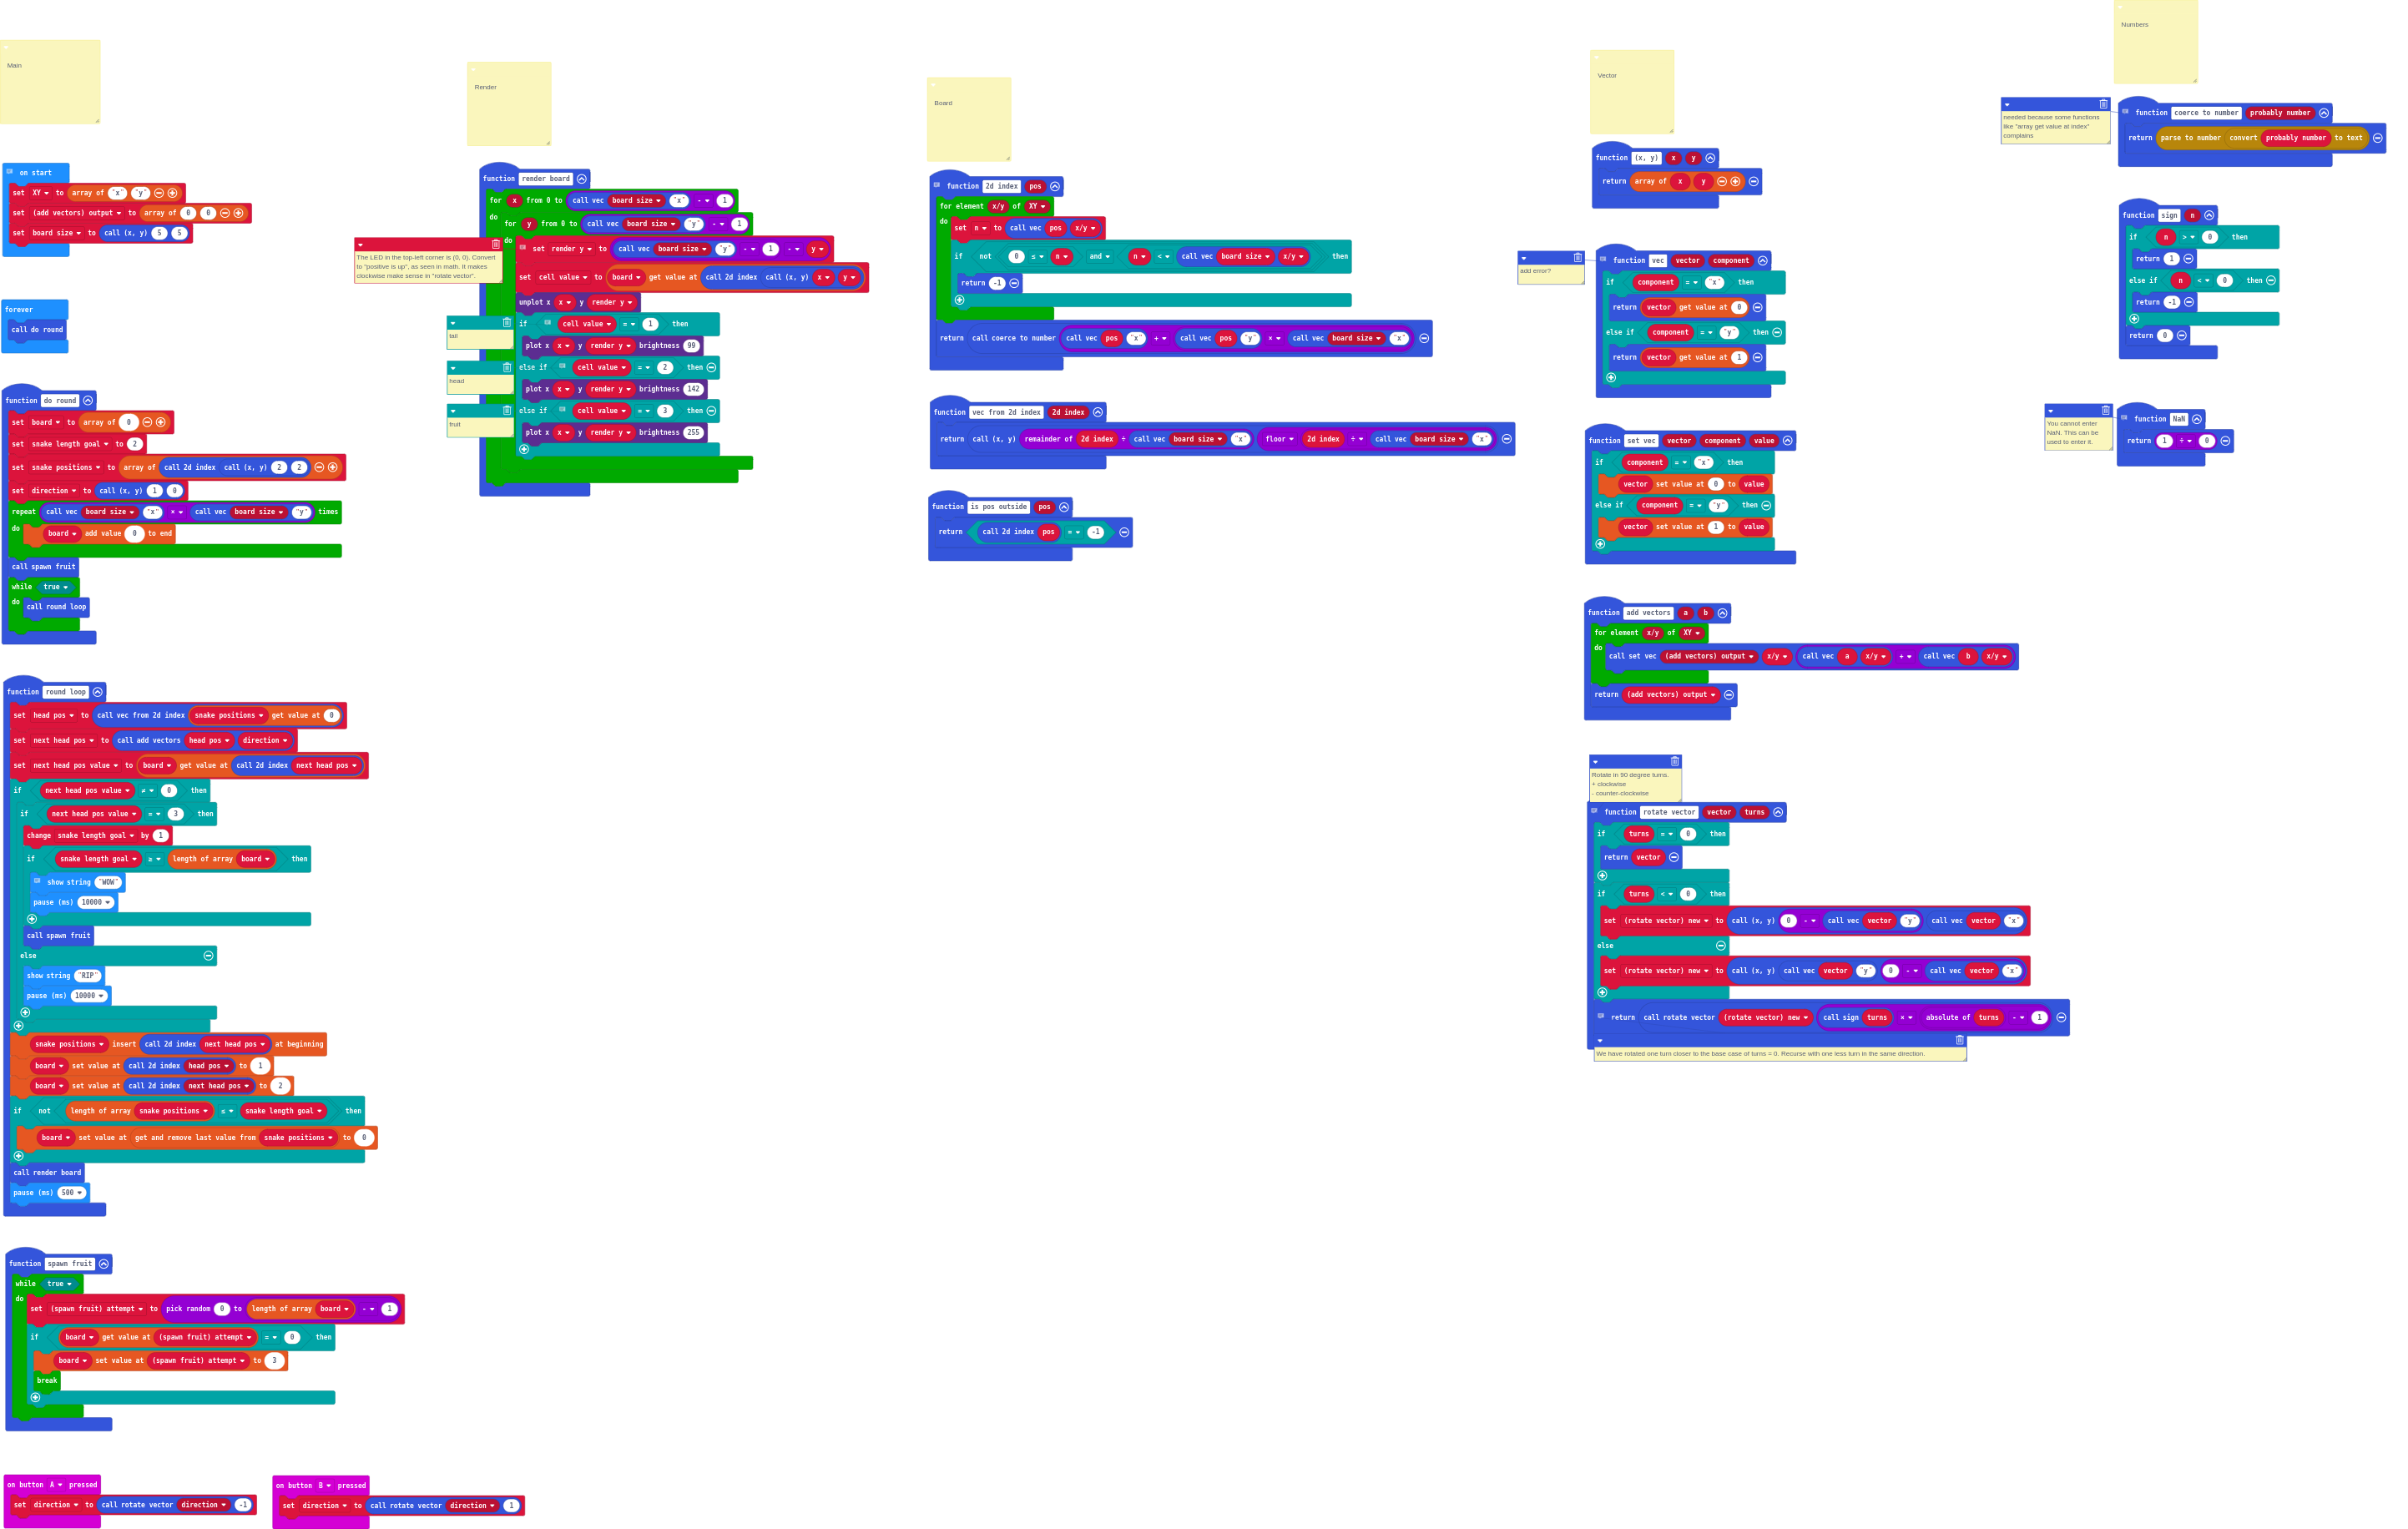 Main
on start
set XY to array of "x" "y"
set (add vectors) output to array of 0 0
set board size to call (x, y) 5 5
forever
call do round
function do round
set board to array of 0
set snake length goal to 2
set snake positions to array of call 2d index call (x, y) 2 2
set direction to call (x, y) 1 0
repeat call vec board size "x" × call vec board size "y" times
do
board add value 0 to end
call spawn fruit
while true
do
call round loop
function round loop
set head pos to call vec from 2d index snake positions get value at 0
set next head pos to call add vectors head pos direction
set next head pos value to board get value at call 2d index next head pos
if next head pos value ≠ 0 then
if next head pos value = 3 then
change snake length goal by 1
if snake length goal ≥ length of array board then
show string "WOW"
pause (ms) 10000
call spawn fruit
else
show string "RIP"
pause (ms) 10000
snake positions insert call 2d index next head pos at beginning
board set value at call 2d index head pos to 1
board set value at call 2d index next head pos to 2
if not length of array snake positions ≤ snake length goal then
board set value at get and remove last value from snake positions to 0
call render board
pause (ms) 500
function spawn fruit
while true
do
set (spawn fruit) attempt to pick random 0 to length of array board - 1
if board get value at (spawn fruit) attempt = 0 then
board set value at (spawn fruit) attempt to 3
break
on button A pressed
set direction to call rotate vector direction -1
on button B pressed
set direction to call rotate vector direction 1
Render
function render board
for x from 0 to call vec board size "x" - 1
do
for y from 0 to call vec board size "y" - 1
do
set render y to call vec board size "y" - 1 - y
The LED in the top-left corner is (0, 0). Convert
to "positive is up", as seen in math. It makes
clockwise make sense in "rotate vector".
set cell value to board get value at call 2d index call (x, y) x y
unplot x x y render y
if cell value = 1 then
tail
plot x x y render y brightness 99
else if cell value = 2 then
head
plot x x y render y brightness 142
else if cell value = 3 then
fruit
plot x x y render y brightness 255
Board
function 2d index pos
for element x/y of XY
do
set n to call vec pos x/y
if not 0 ≤ n and n < call vec board size x/y then
return -1
return call coerce to number call vec pos "x" + call vec pos "y" × call vec board size "x"
function vec from 2d index 2d index
return call (x, y) remainder of 2d index ÷ call vec board size "x" floor 2d index ÷ call vec board size "x"
function is pos outside pos
return call 2d index pos = -1
Vector
function (x, y) x y
return array of x y
add error?
function vec vector component
if component = "x" then
return vector get value at 0
else if component = "y" then
return vector get value at 1
function set vec vector component value
if component = "x" then
vector set value at 0 to value
else if component = "y" then
vector set value at 1 to value
function add vectors a b
for element x/y of XY
do
call set vec (add vectors) output x/y call vec a x/y + call vec b x/y
return (add vectors) output
Rotate in 90 degree turns.
+ clockwise
- counter-clockwise
function rotate vector vector turns
if turns = 0 then
return vector
if turns < 0 then
set (rotate vector) new to call (x, y) 0 - call vec vector "y" call vec vector "x"
else
set (rotate vector) new to call (x, y) call vec vector "y" 0 - call vec vector "x"
return call rotate vector (rotate vector) new call sign turns × absolute of turns - 1
We have rotated one turn closer to the base case of turns = 0. Recurse with one less turn in the same direction.
Numbers
needed because some functions
like "array get value at index"
complains
function coerce to number probably number
return parse to number convert probably number to text
function sign n
if n > 0 then
return 1
else if n < 0 then
return -1
return 0
You cannot enter
NaN. This can be
used to enter it.
function NaN
return 1 ÷ 0